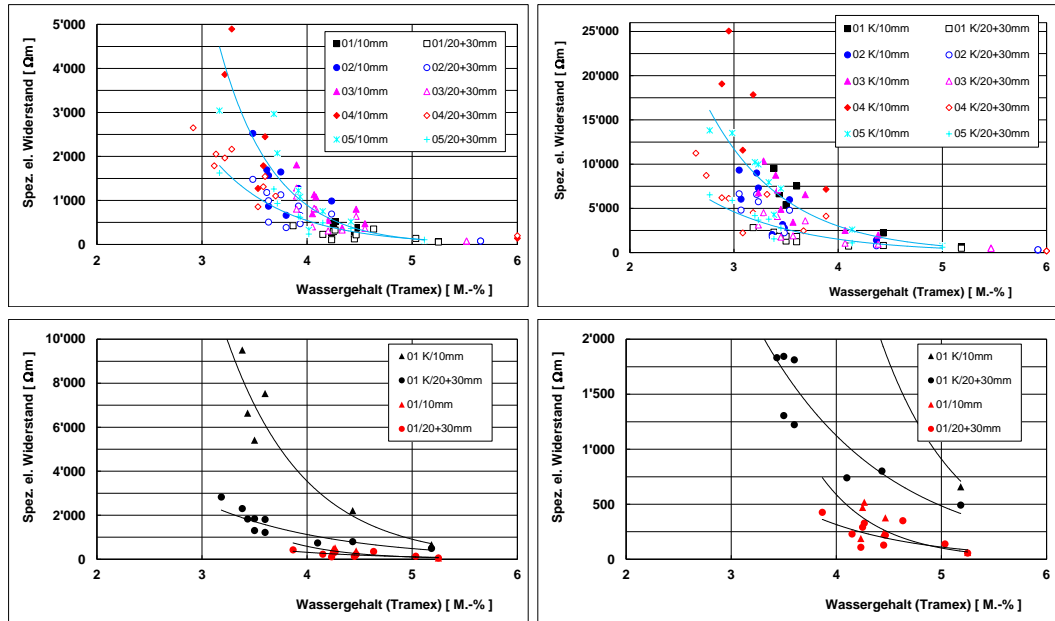 Spez. el. Widerstand [ Ωm ]
5'000
4'000
3'000
2'000
1'000
0
2
3
4
5
6
Wassergehalt (Tramex) [ M.-% ]
01/10mm
01/20+30mm
02/10mm
02/20+30mm
03/10mm
03/20+30mm
04/10mm
04/20+30mm
05/10mm
05/20+30mm
Spez. el. Widerstand [ Ωm ]
25'000
20'000
15'000
10'000
5'000
0
2
3
4
5
6
Wassergehalt (Tramex) [ M.-% ]
01 K/10mm
01 K/20+30mm
02 K/10mm
02 K/20+30mm
03 K/10mm
03 K/20+30mm
04 K/10mm
04 K/20+30mm
05 K/10mm
05 K/20+30mm
Spez. el. Widerstand [ Ωm ]
10'000
8'000
6'000
4'000
2'000
0
2
3
4
5
6
Wassergehalt (Tramex) [ M.-% ]
01 K/10mm
01 K/20+30mm
01/10mm
01/20+30mm
Spez. el. Widerstand [ Ωm ]
2'000
1'500
1'000
500
0
2
3
4
5
6
Wassergehalt (Tramex) [ M.-% ]
01 K/10mm
01 K/20+30mm
01/10mm
01/20+30mm